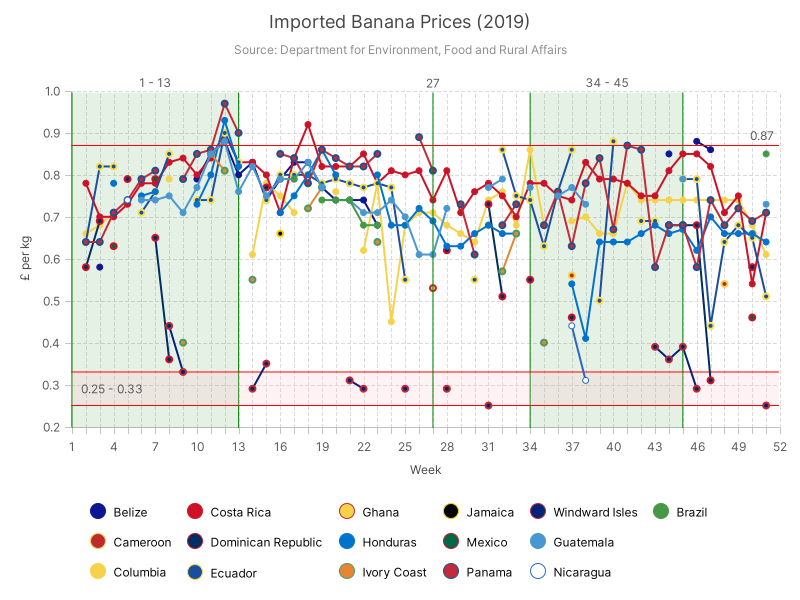 Imported Banana Prices (2019)
Source: Department for Environment, Food and Rural Affairs
1 - 13
27
34 - 45
1.0
0.9
0.87
0.8
0.7
£ per kg
0.6
0.5
0.4
0.3
0.25 - 0.33
0.2
1 4 7 10 13 16 19 22 25 28 31 34 37 40 43 46 49 52
Week
Belize Costa Rica Ghana Jamaica Windward Isles Brazil
Cameroon Dominican Republic Honduras Mexico Guatemala
Columbia Ecuador Ivory Coast Panama Nicaragua